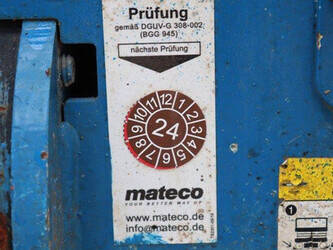 Prüfung
gemäß DGUV-G 308-002
(BGG 945)
nächste Prüfung
10 11 12 1 2 3 4 5 6 7 8 9
24
mateco
YOUR BETTER WAY UP
www.mateco.de
info@mateco.de
1